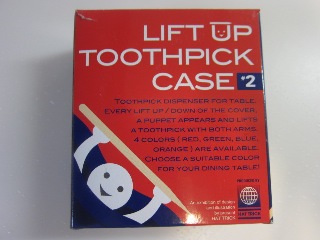 LIFT UP
TOOTHPICK
CASE #2
TOOTHPICK DISPENSER FOR TABLE.
EVERY LIFT UP / DOWN OF THE COVER,
A PUPPET APPEARS AND LIFTS
A TOOTHPICK WITH BOTH ARMS.
4 COLORS ( RED, GREEN, BLUE,
ORANGE ) ARE AVAILABLE.
CHOOSE A SUITABLE COLOR
FOR YOUR DINING TABLE!
HAT TRICK